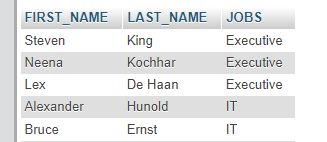 FIRST_NAME LAST_NAME JOBS
Steven King Executive
Neena Kochhar Executive
Lex De Haan Executive
Alexander Hunold IT
Bruce Ernst IT